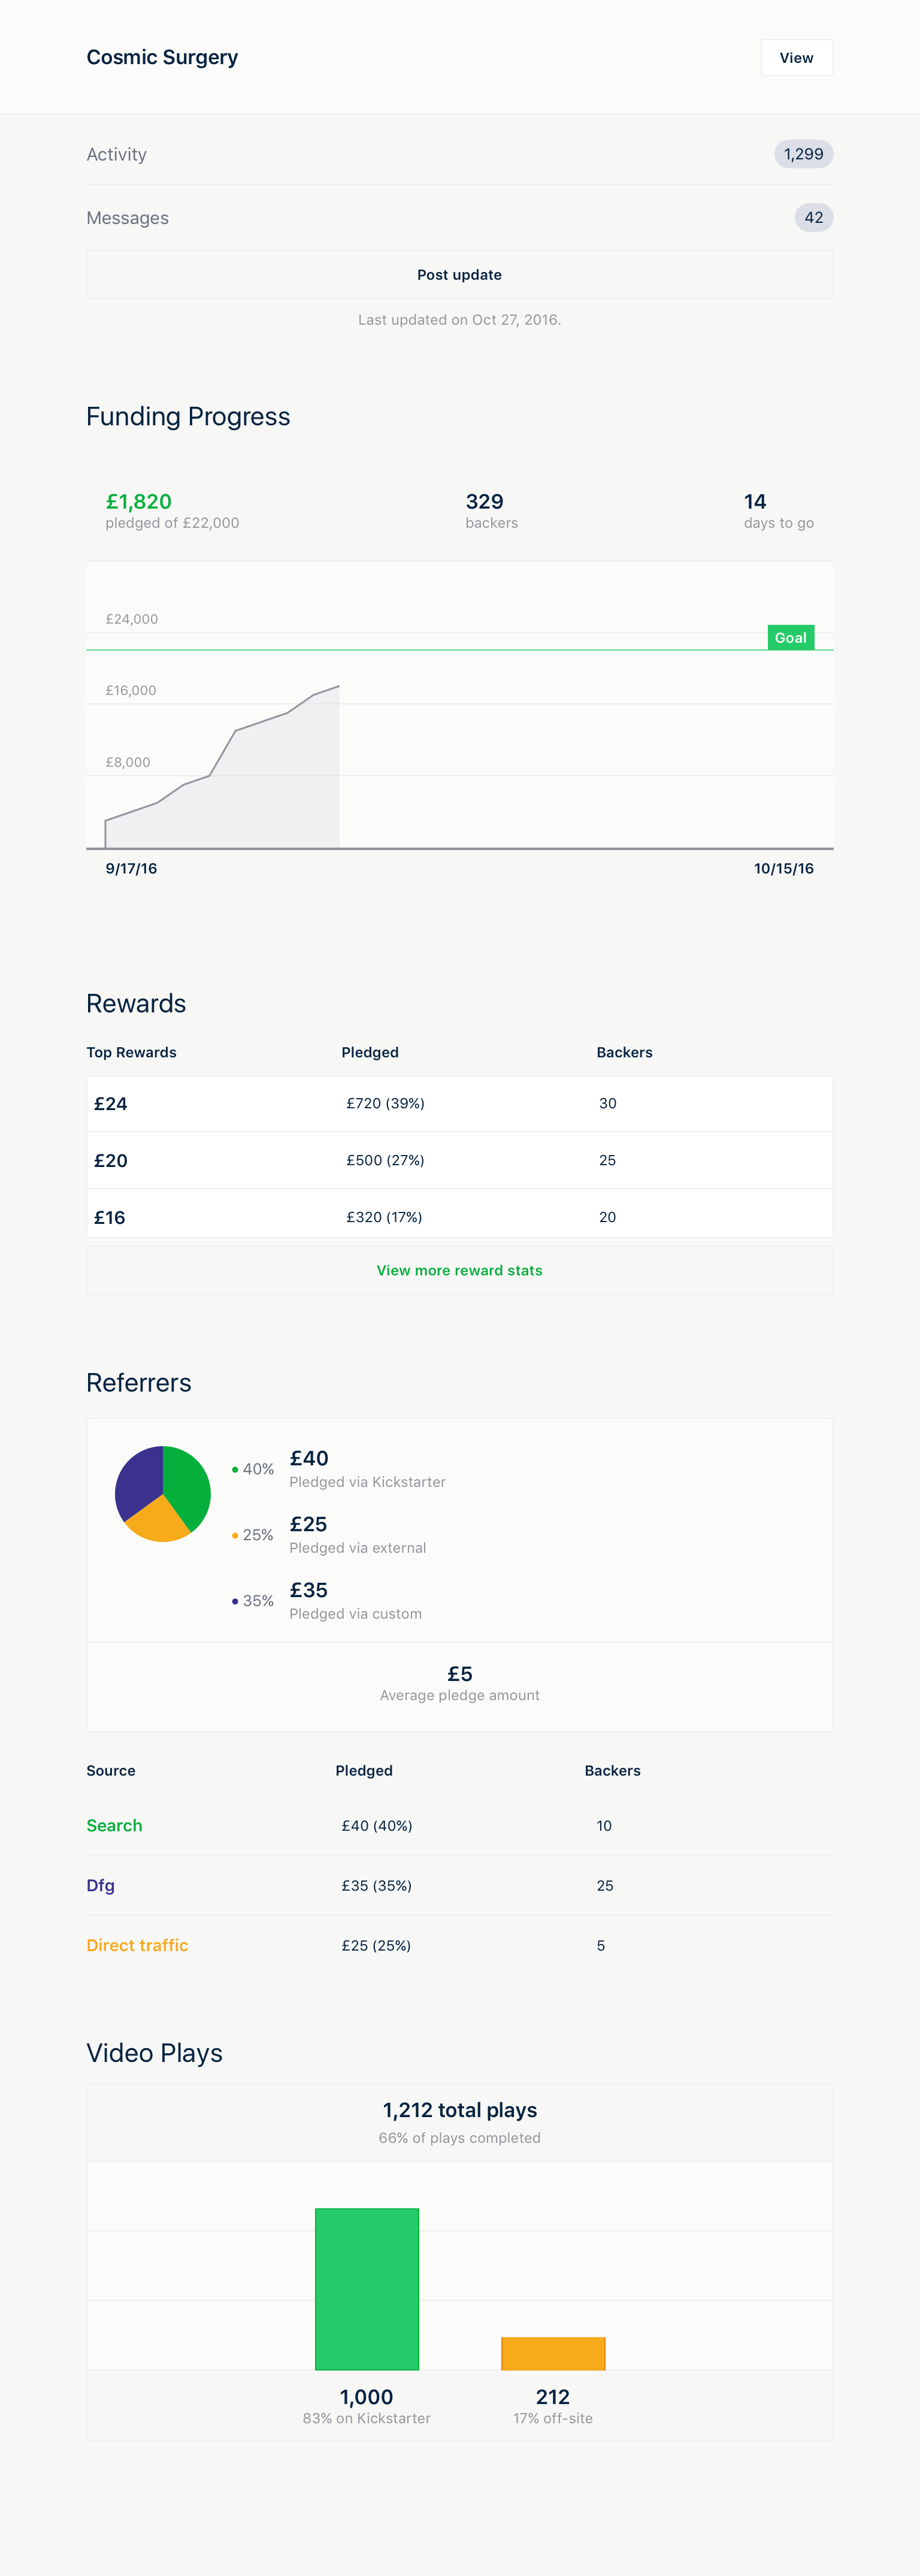 Cosmic Surgery
View
Activity
1,299
Messages
42
Post update
Last updated on Oct 27, 2016.
Funding Progress
£1,820
pledged of £22,000
329
backers
14
days to go
£24,000
Goal
£16,000
£8,000
9/17/16
10/15/16
Rewards
Top Rewards Pledged Backers
£24 £720 (39%) 30
£20 £500 (27%) 25
£16 £320 (17%) 20
View more reward stats
Referrers
40%
£40
Pledged via Kickstarter
25%
£25
Pledged via external
35%
£35
Pledged via custom
£5
Average pledge amount
Source Pledged Backers
Search £40 (40%) 10
Dfg £35 (35%) 25
Direct traffic £25 (25%) 5
Video Plays
1,212 total plays
66% of plays completed
1,000
83% on Kickstarter
212
17% off-site